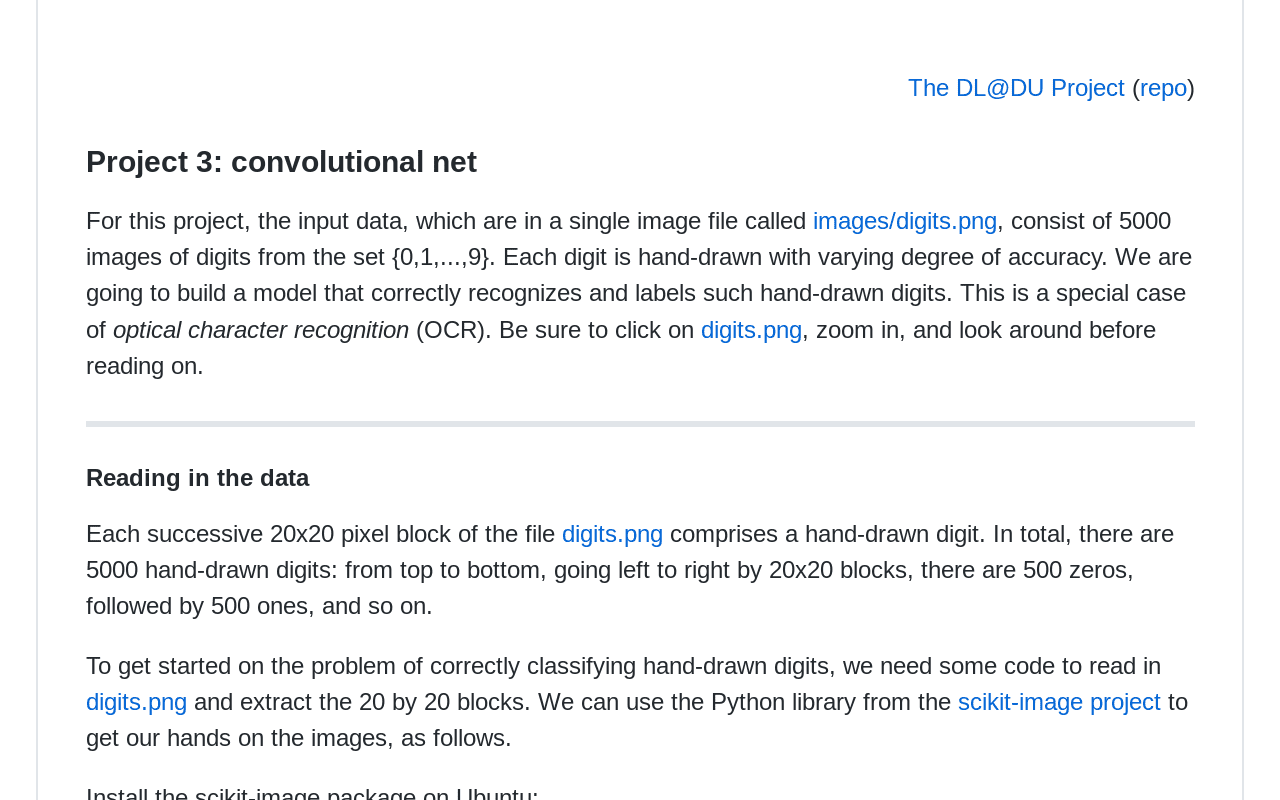 The DL@DU Project (repo)
Project 3: convolutional net
For this project, the input data, which are in a single image file called images/digits.png, consist of 5000
images of digits from the set {0,1,...,9}. Each digit is hand-drawn with varying degree of accuracy. We are
going to build a model that correctly recognizes and labels such hand-drawn digits. This is a special case
of optical character recognition (OCR). Be sure to click on digits.png, zoom in, and look around before
reading on.
Reading in the data
Each successive 20x20 pixel block of the file digits.png comprises a hand-drawn digit. In total, there are
5000 hand-drawn digits: from top to bottom, going left to right by 20x20 blocks, there are 500 zeros,
followed by 500 ones, and so on.
To get started on the problem of correctly classifying hand-drawn digits, we need some code to read in
digits.png and extract the 20 by 20 blocks. We can use the Python library from the scikit-image project to
get our hands on the images, as follows.
Install the scikit-image package on Ubuntu: